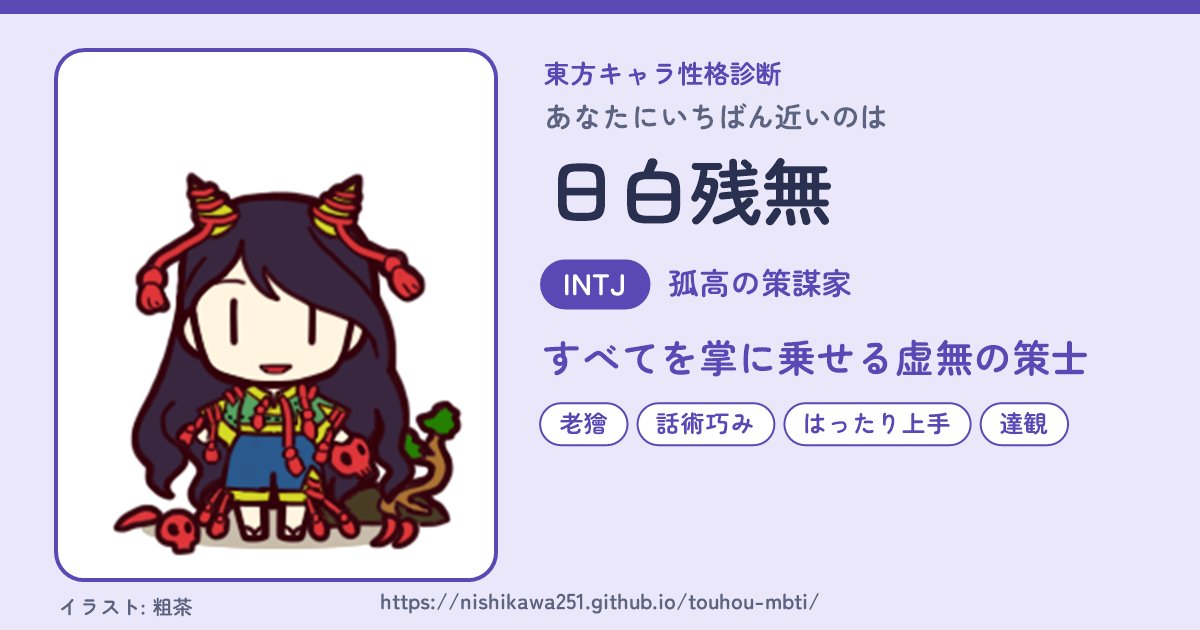 東方キャラ性格診断
あなたにいちばん近いのは
日白残無
INTJ 孤高の策謀家
すべてを掌に乗せる虚無の策士
老獪 話術巧み はったり上手 達観
イラスト: 粗茶 https://nishikawa251.github.io/touhou-mbti/